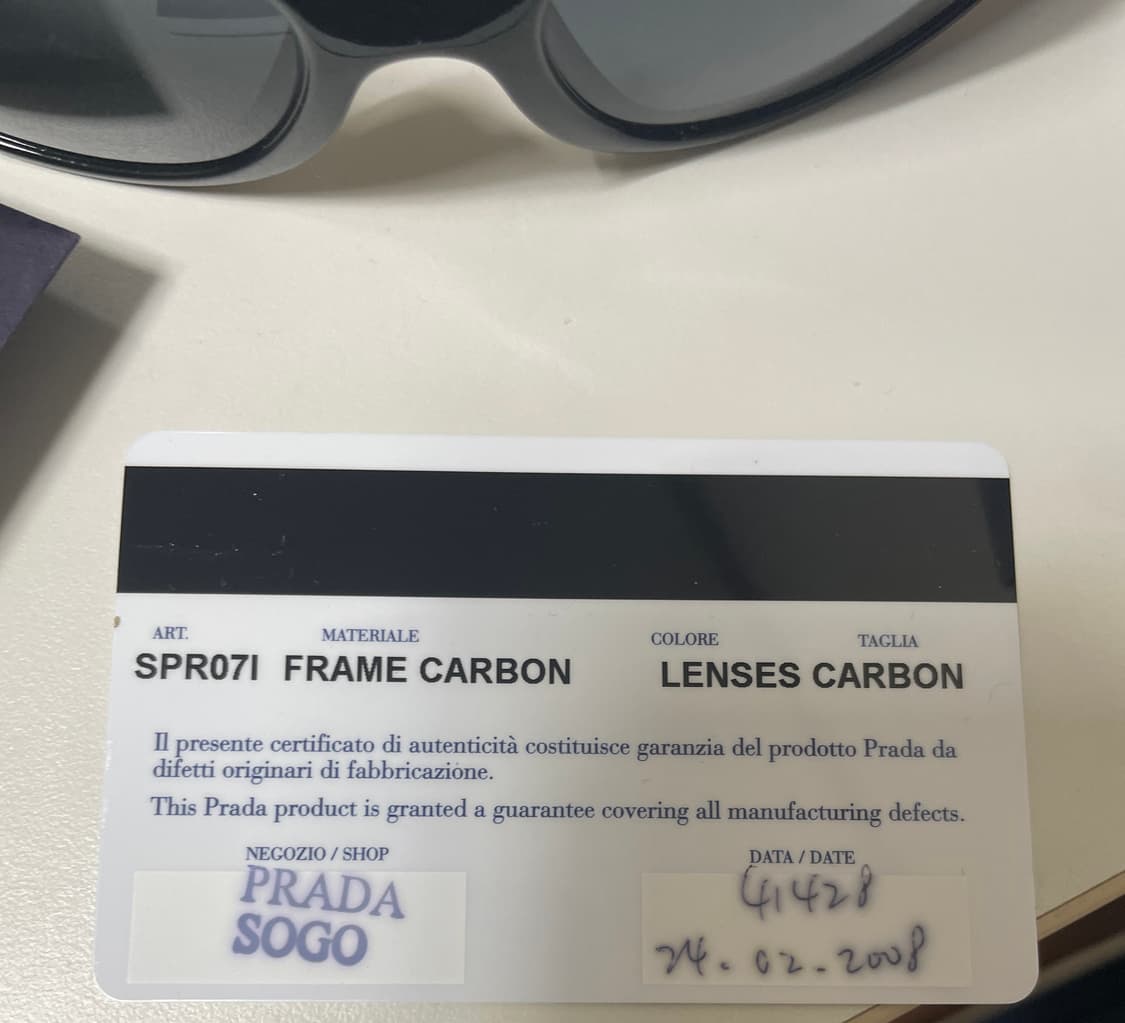 ART. MATERIALE COLORE TAGLIA
SPR07I FRAME CARBON LENSES CARBON
Il presente certificato di autenticità costituisce garanzia del prodotto Prada da
difetti originari di fabbricazione.
This Prada product is granted a guarantee covering all manufacturing defects.
NEGOZIO / SHOP DATA / DATE
PRADA 41428
SOGO 24.02.2008